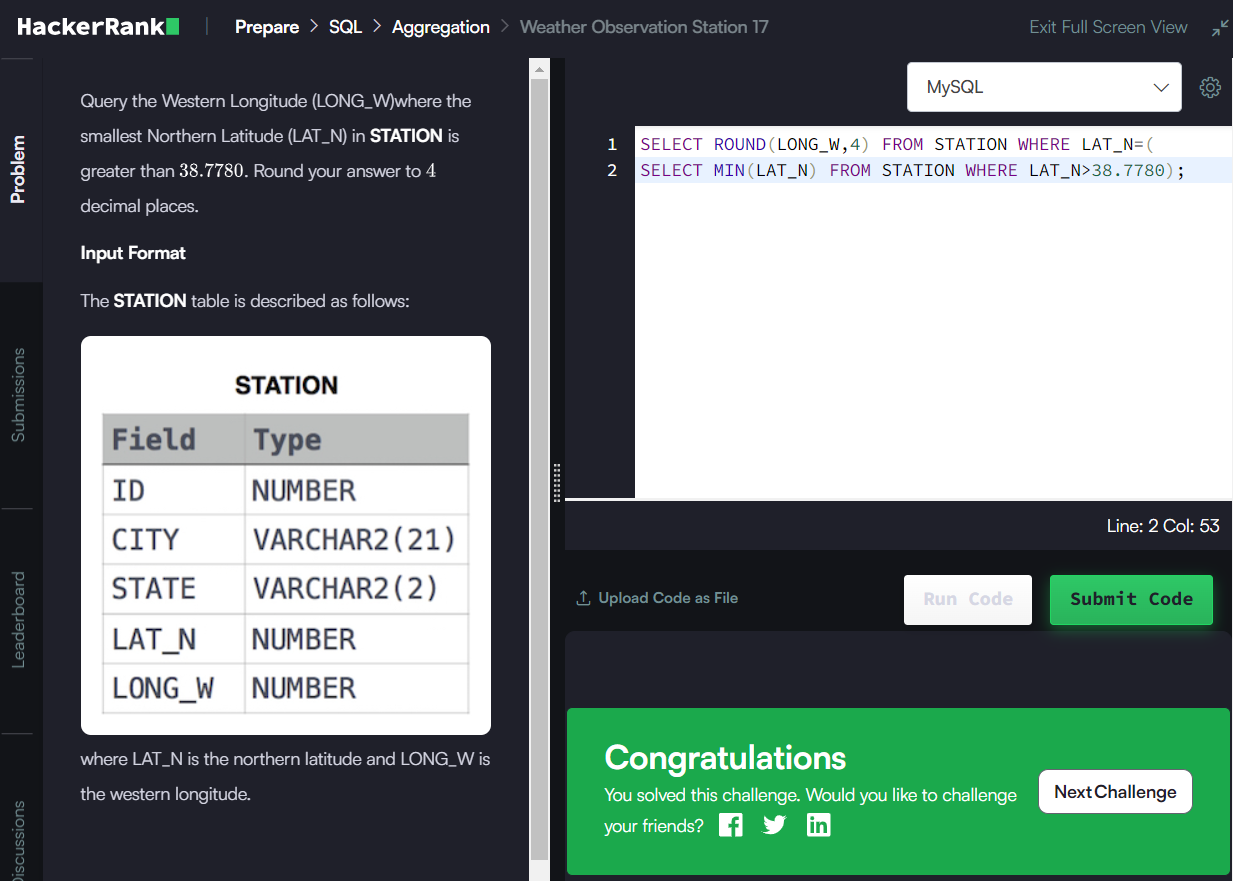 HackerRank | Prepare > SQL > Aggregation > Weather Observation Station 17
Exit Full Screen View
Problem
Submissions
Leaderboard
Discussions
Query the Western Longitude (LONG_W)where the
smallest Northern Latitude (LAT_N) in STATION is
greater than 38.7780. Round your answer to 4
decimal places.
Input Format
The STATION table is described as follows:
STATION
Field Type
ID NUMBER
CITY VARCHAR2(21)
STATE VARCHAR2(2)
LAT_N NUMBER
LONG_W NUMBER
where LAT_N is the northern latitude and LONG_W is
the western longitude.
MySQL
1 SELECT ROUND(LONG_W,4) FROM STATION WHERE LAT_N=(
2 SELECT MIN(LAT_N) FROM STATION WHERE LAT_N>38.7780);
Line: 2 Col: 53
Upload Code as File
Run Code
Submit Code
Congratulations
You solved this challenge. Would you like to challenge
your friends?
Next Challenge